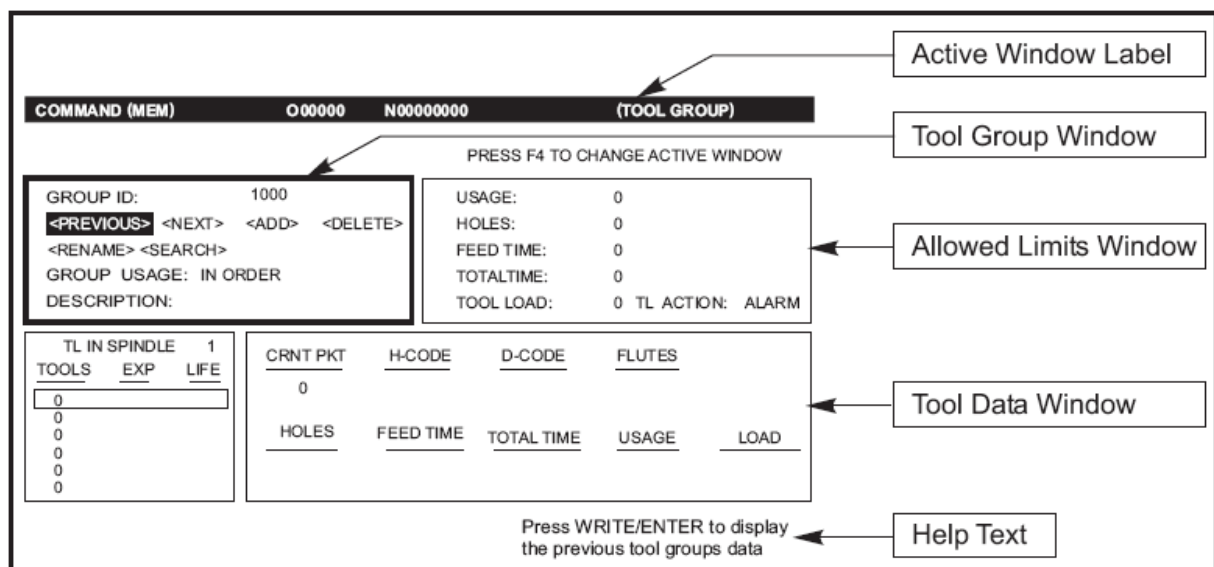 Active Window Label
COMMAND (MEM) O00000 N00000000 (TOOL GROUP)
Tool Group Window
PRESS F4 TO CHANGE ACTIVE WINDOW
GROUP ID: 1000
<PREVIOUS> <NEXT> <ADD> <DELETE>
<RENAME> <SEARCH>
GROUP USAGE: IN ORDER
DESCRIPTION:
USAGE: 0
HOLES: 0
FEED TIME: 0
TOTALTIME: 0
TOOL LOAD: 0 TL ACTION: ALARM
Allowed Limits Window
TL IN SPINDLE 1
TOOLS EXP LIFE
0
0
0
0
0
0
CRNT PKT H-CODE D-CODE FLUTES
0
HOLES FEED TIME TOTAL TIME USAGE LOAD
Tool Data Window
Press WRITE/ENTER to display
the previous tool groups data
Help Text